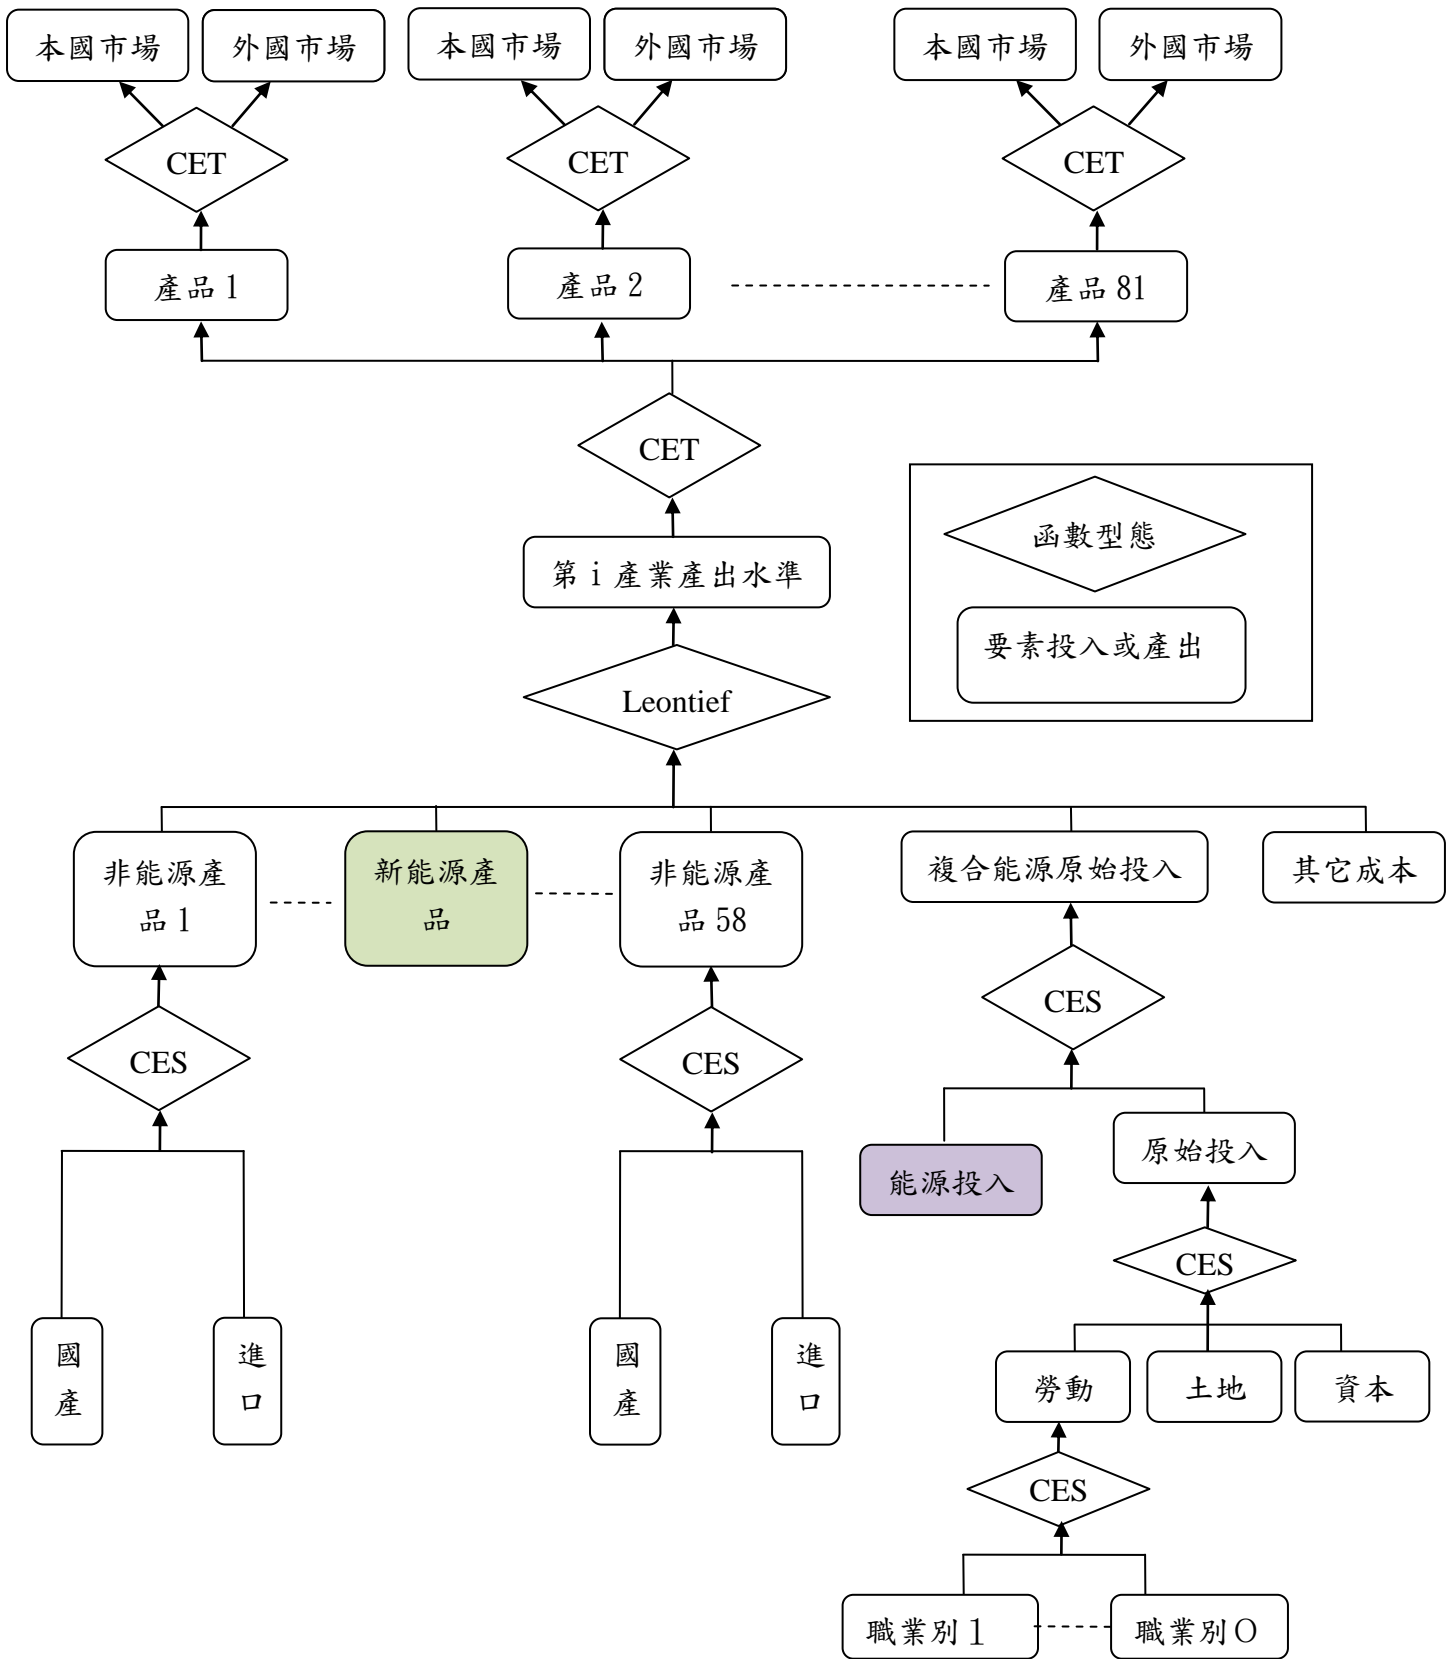 本國市場
外國市場
本國市場
外國市場
本國市場
外國市場
CET
CET
CET
產品 1
產品 2
產品 81
CET
第 i 產業產出水準
函數型態
要素投入或產出
Leontief
非能源產
品 1
新能源產
品
非能源產
品 58
複合能源原始投入
其它成本
CES
CES
CES
能源投入
原始投入
CES
國
產
進
口
國
產
進
口
勞動
土地
資本
CES
職業別 1
職業別 O